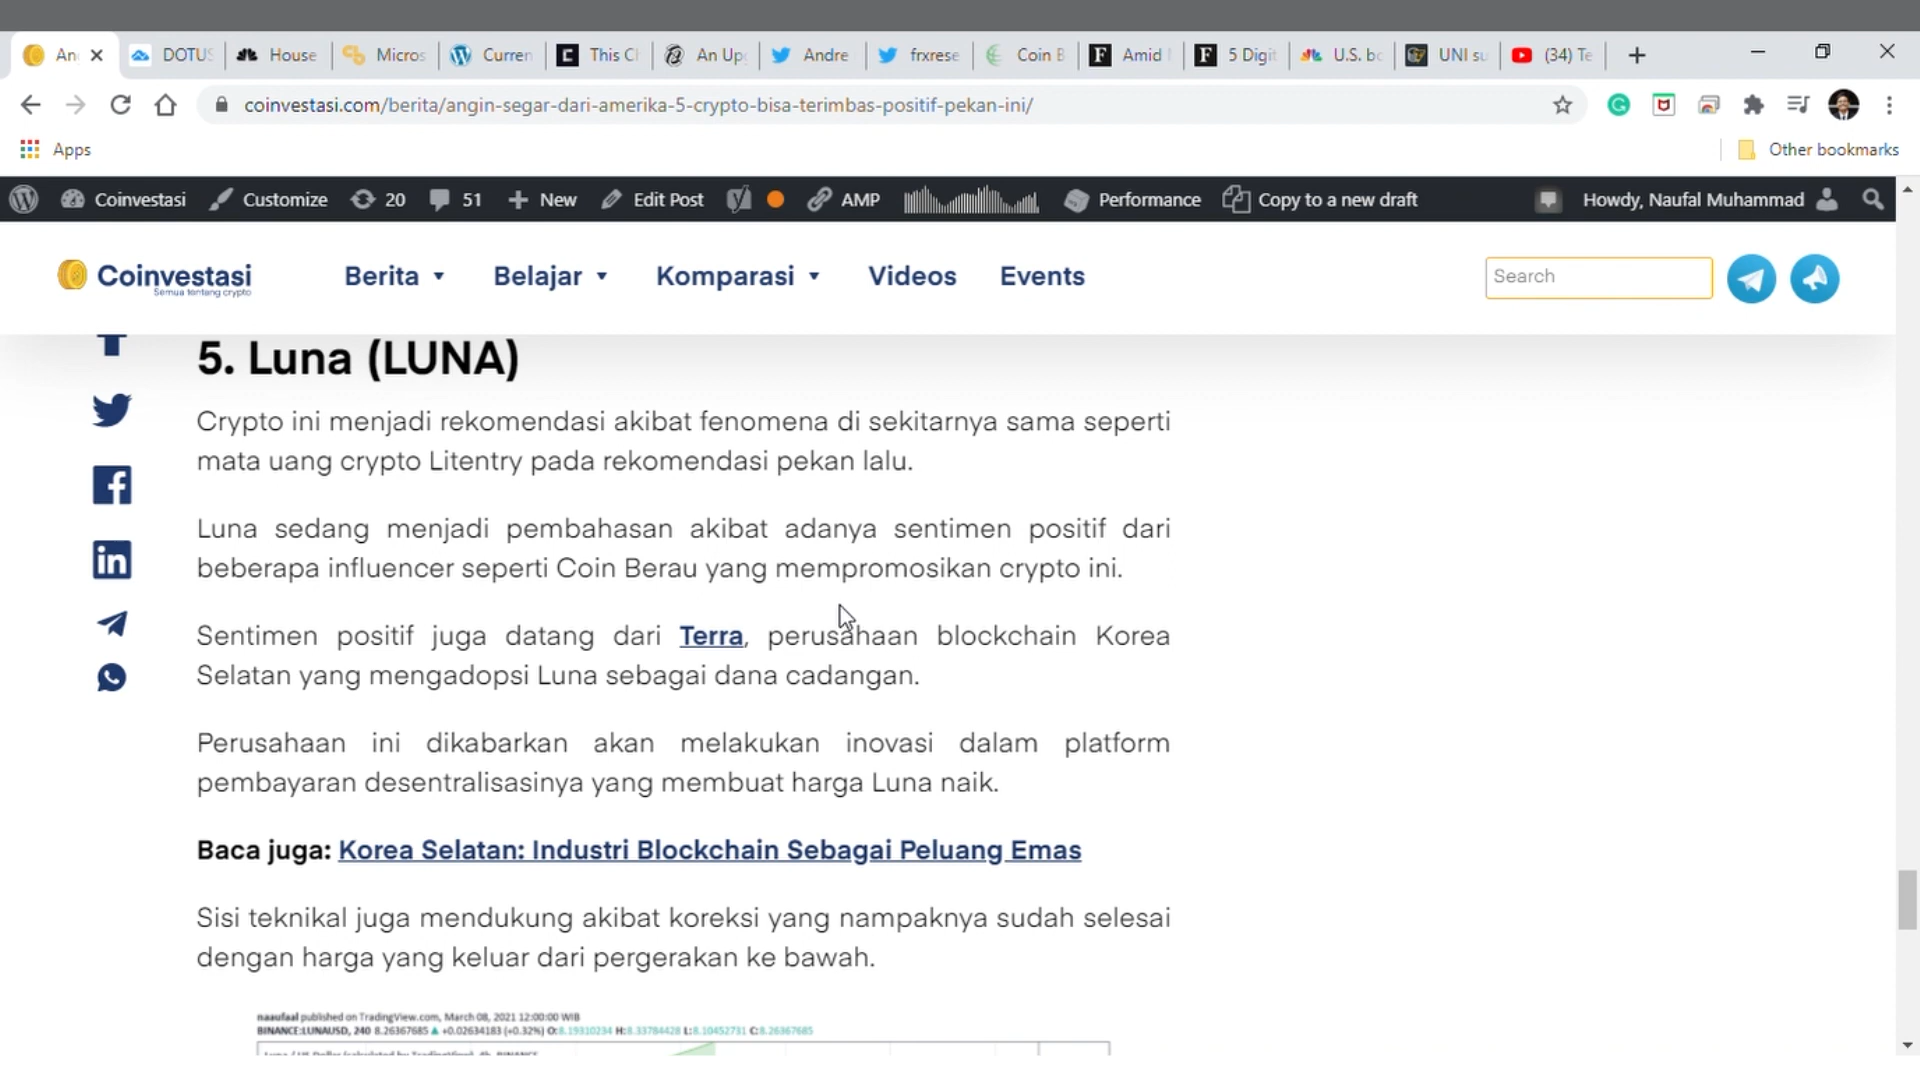 An
DOTUS
House
Micros
Curren
This Cl
An Up
Andre
frxrese
Coin B
Amid
5 Digit
U.S. bo
UNI su
(34) Te
coinvestasi.com/berita/angin-segar-dari-amerika-5-crypto-bisa-terimbas-positif-pekan-ini/
Apps
Other bookmarks
Coinvestasi
Customize
20
51
New
Edit Post
AMP
Performance
Copy to a new draft
Howdy, Naufal Muhammad
Coinvestasi
Semua tentang crypto
Berita
Belajar
Komparasi
Videos
Events
Search
5. Luna (LUNA)
Crypto ini menjadi rekomendasi akibat fenomena di sekitarnya sama seperti
mata uang crypto Litentry pada rekomendasi pekan lalu.
Luna sedang menjadi pembahasan akibat adanya sentimen positif dari
beberapa influencer seperti Coin Berau yang mempromosikan crypto ini.
Sentimen positif juga datang dari Terra, perusahaan blockchain Korea
Selatan yang mengadopsi Luna sebagai dana cadangan.
Perusahaan ini dikabarkan akan melakukan inovasi dalam platform
pembayaran desentralisasinya yang membuat harga Luna naik.
Baca juga: Korea Selatan: Industri Blockchain Sebagai Peluang Emas
Sisi teknikal juga mendukung akibat koreksi yang nampaknya sudah selesai
dengan harga yang keluar dari pergerakan ke bawah.
naaufaal published on TradingView.com, March 08, 2021 12:00:00 WIB
BINANCE:LUNAUSD, 240 8.26367685 ▲ +0.02634183 (+0.32%) O:8.19310234 H:8.33784428 L:8.10452731 C:8.26367685